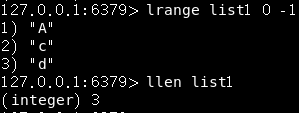 127.0.0.1:6379> lrange list1 0 -1
1) "A"
2) "c"
3) "d"
127.0.0.1:6379> llen list1
(integer) 3